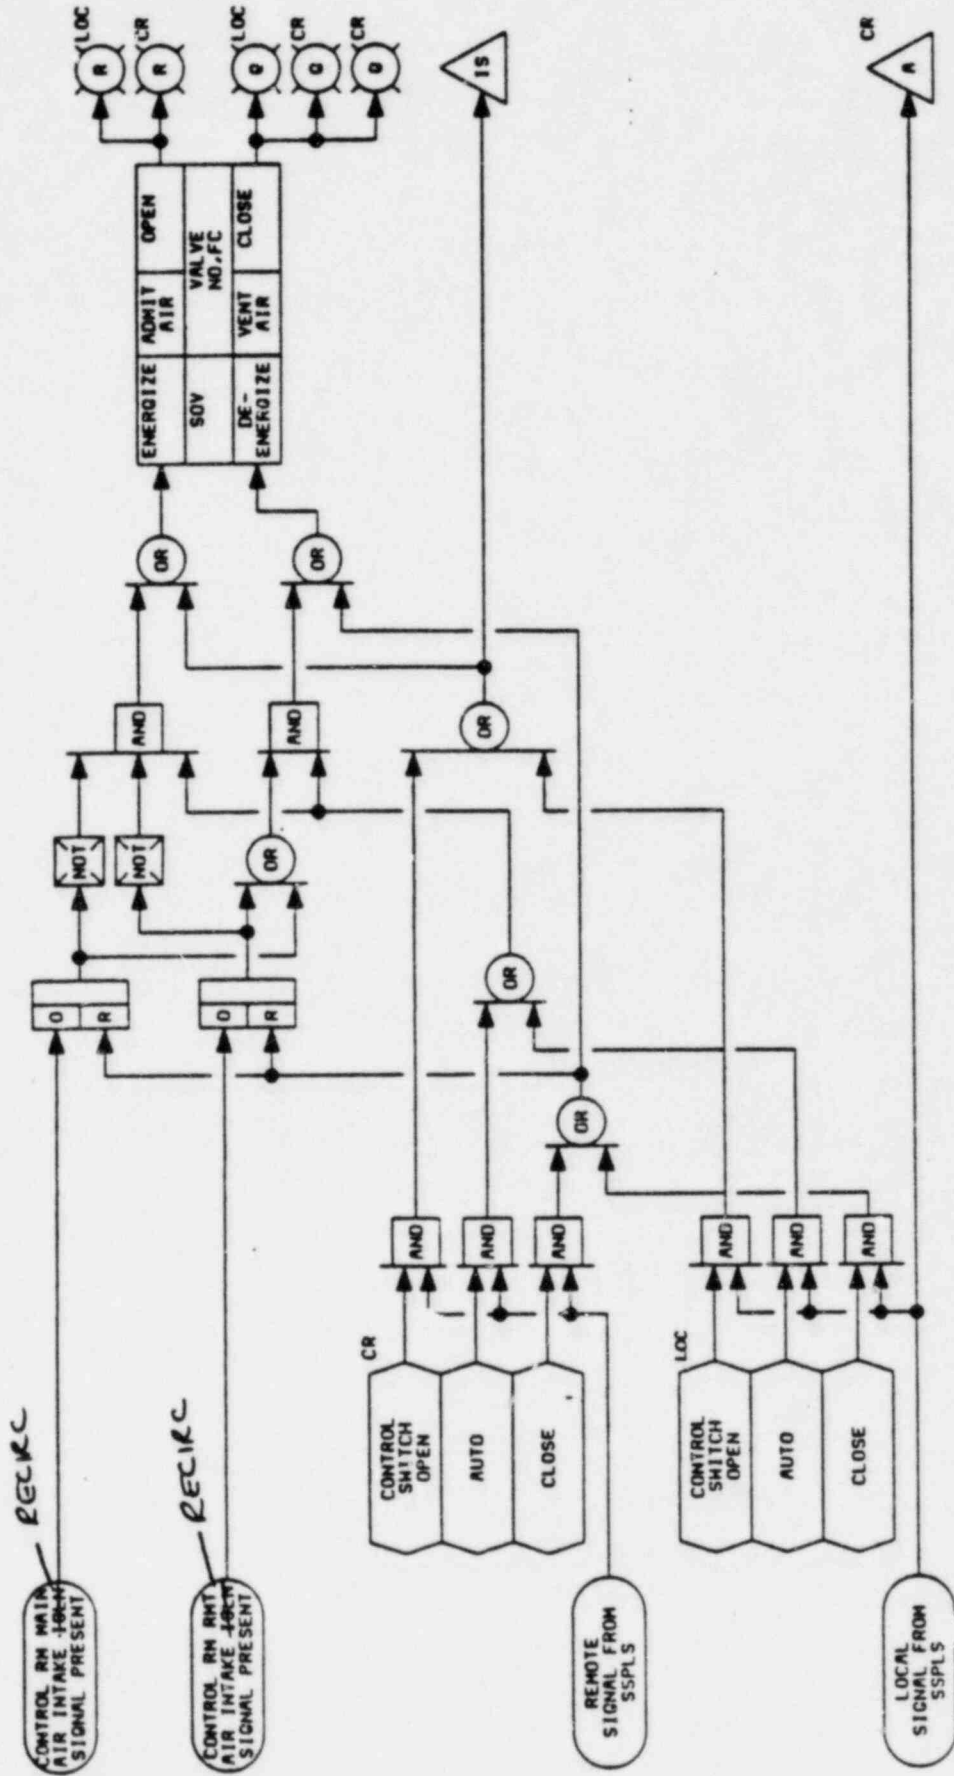 CONTROL RM MAIN
AIR INTAKE ISLN
SIGNAL PRESENT
RECIRC
CONTROL RM RMT
AIR INTAKE ISLN
SIGNAL PRESENT
RECIRC
O
R
O
R
NOT
NOT
OR
AND
AND
OR
OR
ENERGIZE
ADMIT
AIR
OPEN
SOV
VALVE
NO,FC
DE-
ENERGIZE
VENT
AIR
CLOSE
LOC
R
CR
R
LOC
G
CR
G
CR
G
CR
CONTROL
SWITCH
OPEN
AUTO
CLOSE
AND
AND
AND
OR
OR
OR
IS
REMOTE
SIGNAL FROM
SSPLS
LOC
CONTROL
SWITCH
OPEN
AUTO
CLOSE
AND
AND
AND
LOCAL
SIGNAL FROM
SSPLS
CR
A